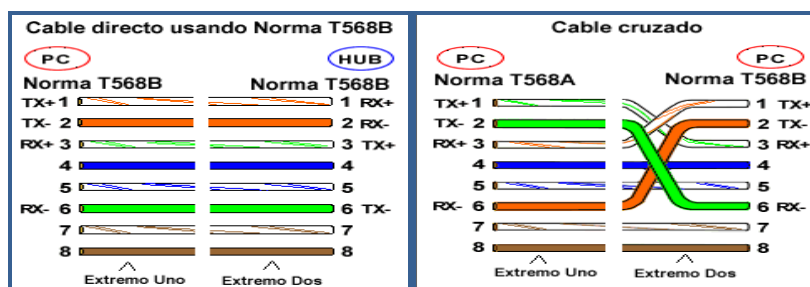 Cable directo usando Norma T568B
PC HUB
Norma T568B Norma T568B
TX+ 1 1 RX+
TX- 2 2 RX-
RX+ 3 3 TX+
4 4
5 5
RX- 6 6 TX-
7 7
8 8
Extremo Uno Extremo Dos
Cable cruzado
PC PC
Norma T568A Norma T568B
TX+ 1 1 TX+
TX- 2 2 TX-
RX+ 3 3 RX+
4 4
5 5
RX- 6 6 RX-
7 7
8 8
Extremo Uno Extremo Dos